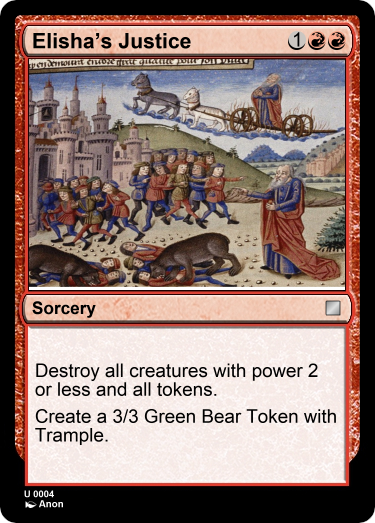 Elisha's Justice 1
Sorcery
Destroy all creatures with power 2
or less and all tokens.
Create a 3/3 Green Bear Token with
Trample.
U 0004
Anon